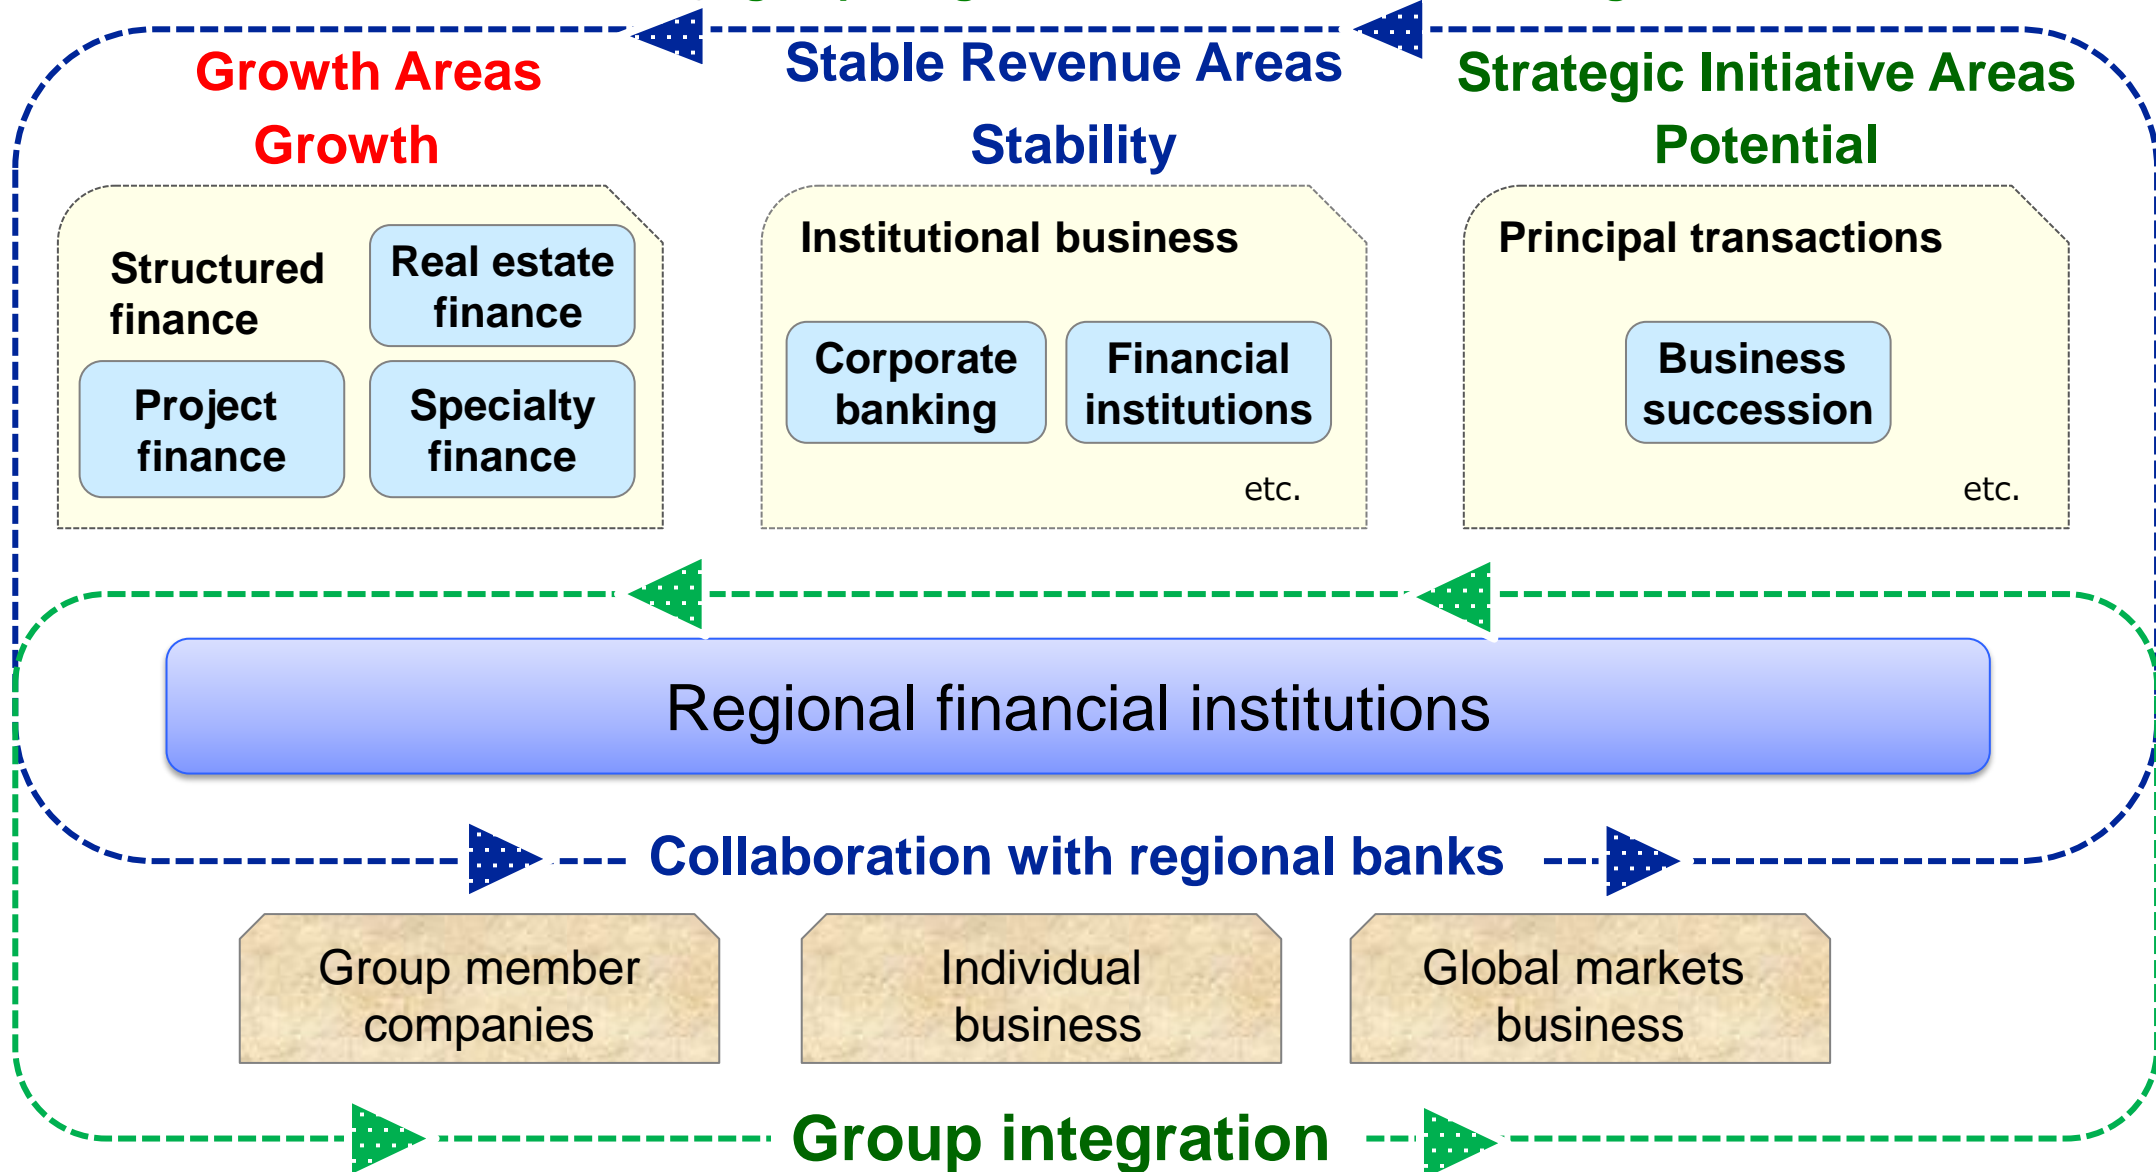 Growth Areas
Growth
Stable Revenue Areas
Stability
Strategic Initiative Areas
Potential
Structured
finance
Real estate
finance
Project
finance
Specialty
finance
Institutional business
Corporate
banking
Financial
institutions
etc.
Principal transactions
Business
succession
etc.
Regional financial institutions
Collaboration with regional banks
Group member
companies
Individual
business
Global markets
business
Group integration